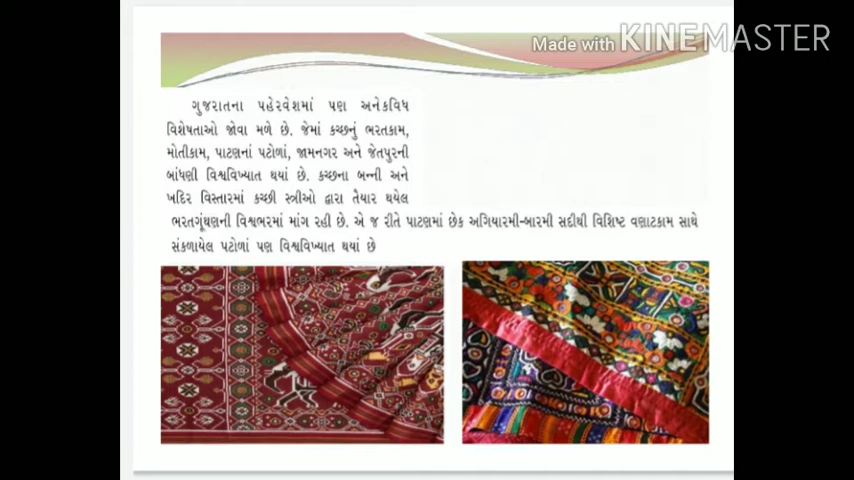 Made with KINEMASTER
ગુજરાતના પહેરવેશમાં પણ અનેકવિધ
વિશેષતાઓ જોવા મળે છે. જેમાં કચ્છનું ભરતકામ,
મોતીકામ, પાટણનાં પટોળાં, જામનગર અને જેતપુરની
બાંધણી વિશ્વવિખ્યાત થયાં છે. કચ્છના બન્ની અને
ખદિર વિસ્તારમાં કચ્છી સ્ત્રીઓ દ્વારા તૈયાર થયેલ
ભરતગૂંથણની વિશ્વભરમાં માંગ રહી છે. એ જ રીતે પાટણમાં છેક અગિયારમી-બારમી સદીથી વિશિષ્ટ વણાટકામ સાથે
સંકળાયેલ પટોળાં પણ વિશ્વવિખ્યાત થયાં છે